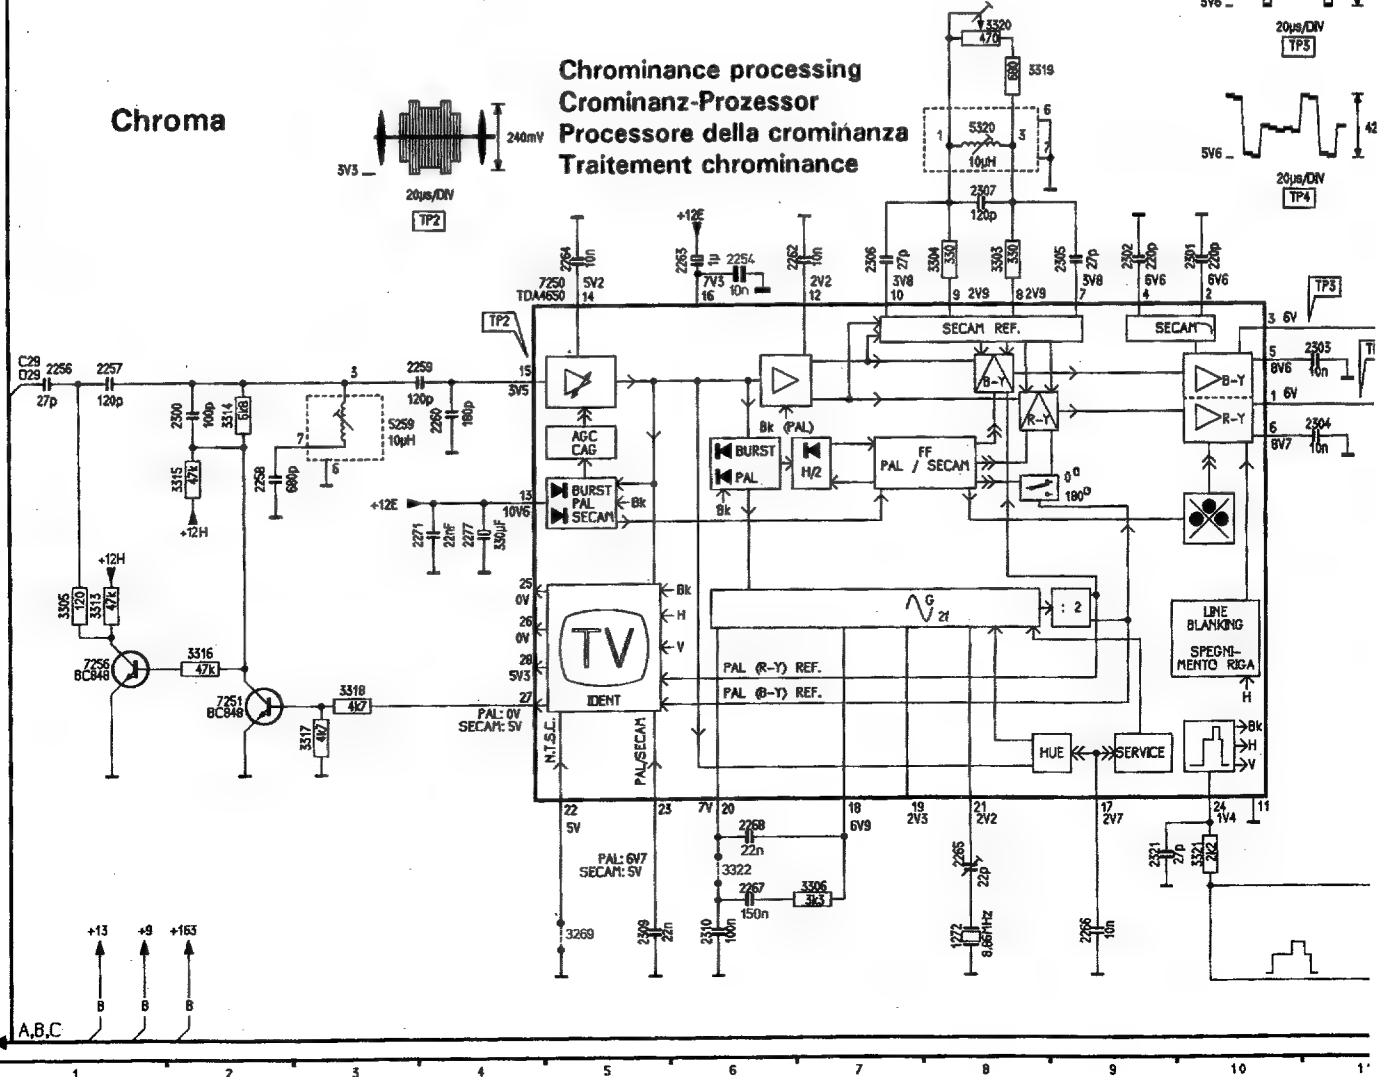 5V6
20µs/DIV
TP3
Chroma
240mV
3V3
20µs/DIV
TP2
Chrominance processing
Crominanz-Prozessor
Processore della crominanza
Traitement chrominance
3320
470
680
3319
6
1
5320
3
10µH
7
2307
120p
5V6
42
20µs/DIV
TP4
+12E
2264
10n
2263
1µ
2254
10n
2262
10n
2306
27p
3304
330
3303
330
2305
27p
2302
220p
2301
220p
7250
TDA4650
5V2
14
7V3
16
2V2
12
3V8
10
9
2V9
8
2V9
3V8
7
6V6
4
6V6
2
TP2
TP3
SECAM REF.
SECAM
3
6V
C29
D29
2256
27p
2257
120p
2300
100p
3314
6k8
3
5259
10µH
7
6
2259
120p
2260
180p
15
3V5
B-Y
R-Y
B-Y
R-Y
5
8V6
2303
10n
1
6V
6
8V7
2304
10n
AGC
CAG
Bk (PAL)
BURST
PAL
H/2
FF
PAL / SECAM
0°
180°
Bk
3315
47k
+12H
2258
680p
+12E
13
10V6
BURST
PAL
SECAM
Bk
2271
22nF
2277
330µF
+12H
3305
120
3313
47k
25
0V
26
0V
28
5V3
27
TV
IDENT
Bk
H
V
G
2f
: 2
LINE
BLANKING
SPEGNI-
MENTO RIGA
H
7256
BC848
3316
47k
7251
BC848
3318
4k7
3317
4k7
PAL: 0V
SECAM: 5V
PAL (R-Y) REF.
PAL (B-Y) REF.
N.T.S.C.
PAL/SECAM
HUE
SERVICE
Bk
H
V
22
5V
23
7V
20
18
6V9
19
2V3
21
2V2
17
2V7
24
1V4
11
PAL: 6V7
SECAM: 5V
2268
22n
3322
2267
150n
3306
3k3
2265
22p
2321
27p
3321
2k2
3269
2309
22n
2310
100n
1272
8,86MHz
2266
10n
+13
+9
+163
B
B
B
A,B,C
1
2
3
4
5
6
7
8
9
10